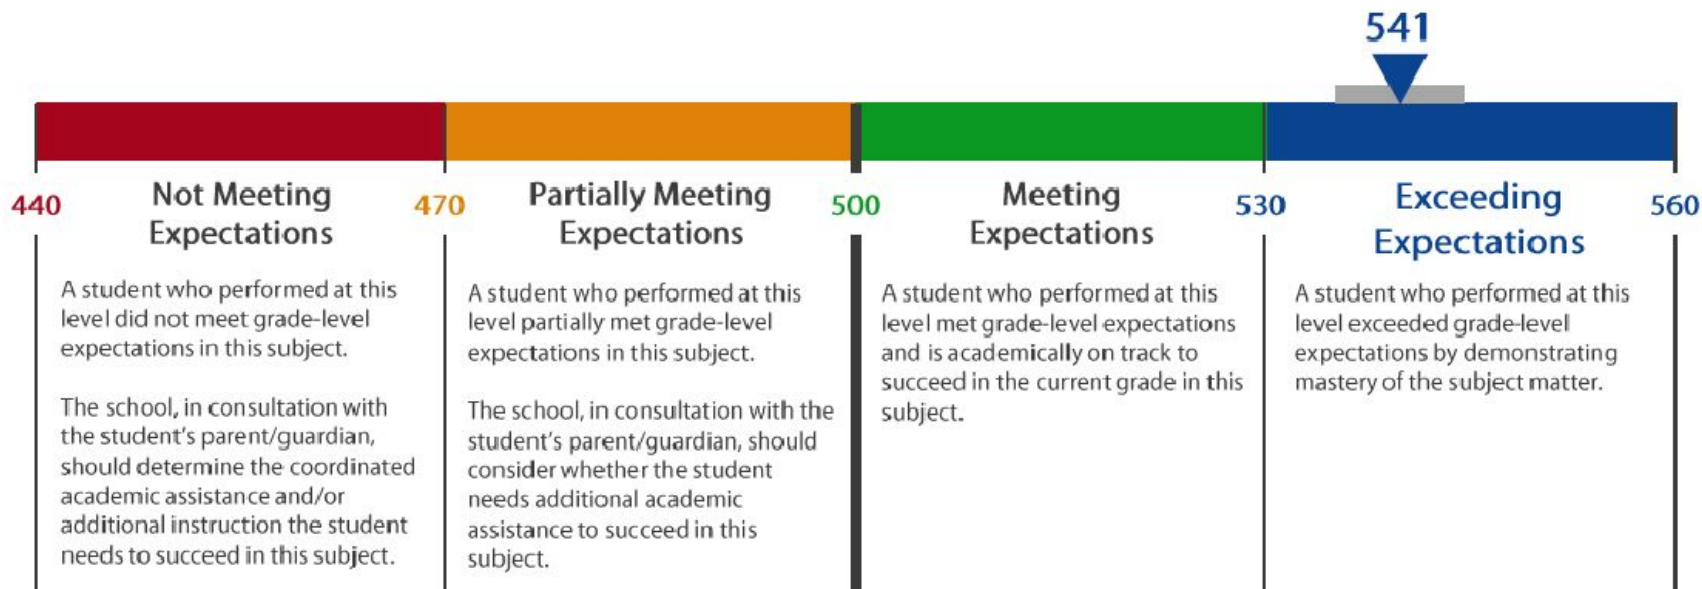 541
440
Not Meeting
Expectations
470
Partially Meeting
Expectations
500
Meeting
Expectations
530
Exceeding
Expectations
560
A student who performed at this
level did not meet grade-level
expectations in this subject.
The school, in consultation with
the student's parent/guardian,
should determine the coordinated
academic assistance and/or
additional instruction the student
needs to succeed in this subject.
A student who performed at this
level partially met grade-level
expectations in this subject.
The school, in consultation with the
student's parent/guardian, should
consider whether the student
needs additional academic
assistance to succeed in this
subject.
A student who performed at this
level met grade-level expectations
and is academically on track to
succeed in the current grade in this
subject.
A student who performed at this
level exceeded grade-level
expectations by demonstrating
mastery of the subject matter.